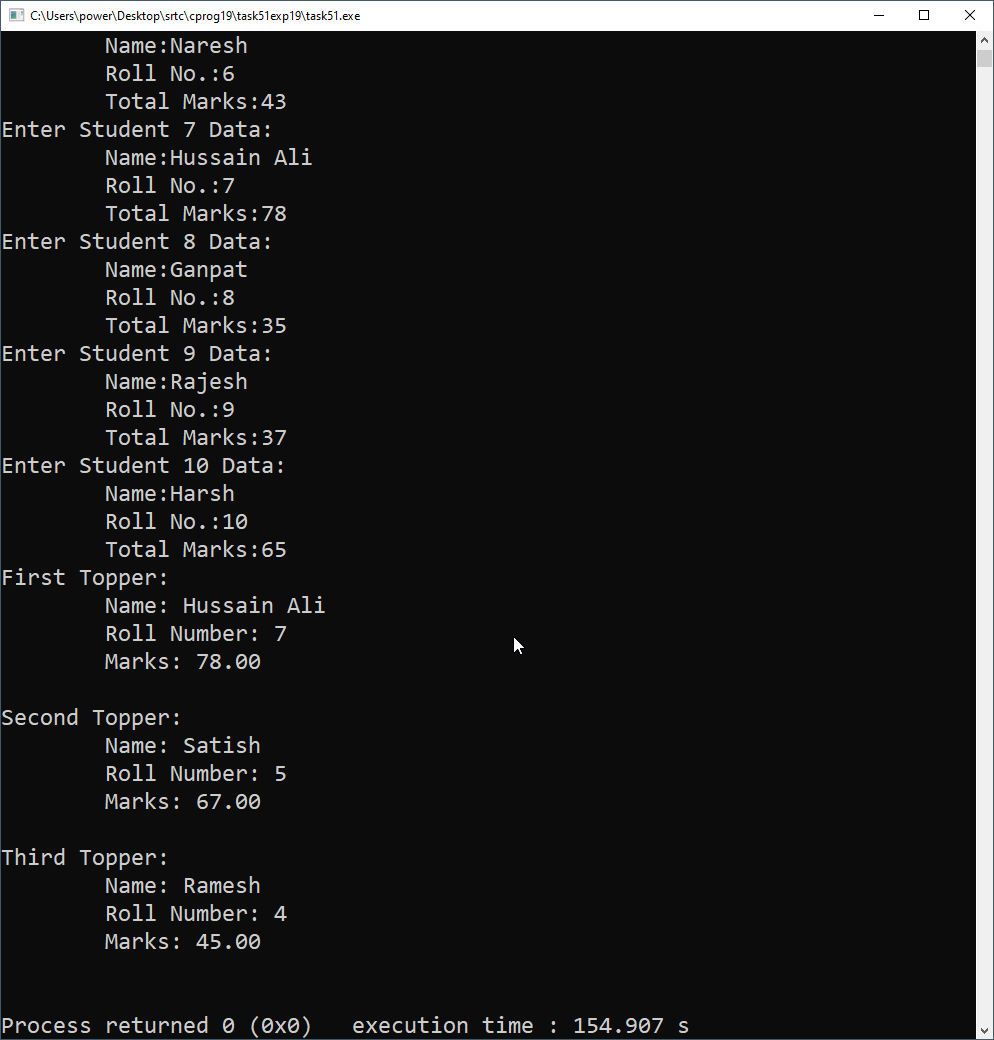 C:\Users\power\Desktop\srtc\cprog19\task51exp19\task51.exe
Name:Naresh
Roll No.:6
Total Marks:43
Enter Student 7 Data:
Name:Hussain Ali
Roll No.:7
Total Marks:78
Enter Student 8 Data:
Name:Ganpat
Roll No.:8
Total Marks:35
Enter Student 9 Data:
Name:Rajesh
Roll No.:9
Total Marks:37
Enter Student 10 Data:
Name:Harsh
Roll No.:10
Total Marks:65
First Topper:
Name: Hussain Ali
Roll Number: 7
Marks: 78.00
Second Topper:
Name: Satish
Roll Number: 5
Marks: 67.00
Third Topper:
Name: Ramesh
Roll Number: 4
Marks: 45.00
Process returned 0 (0x0)   execution time : 154.907 s